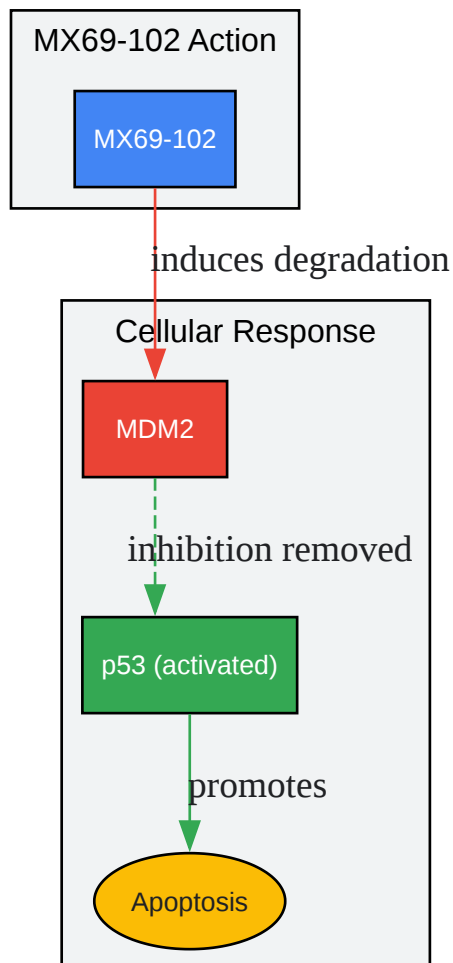 MX69-102 Action
MX69-102
induces degradation
Cellular Response
MDM2
inhibition removed
p53 (activated)
promotes
Apoptosis